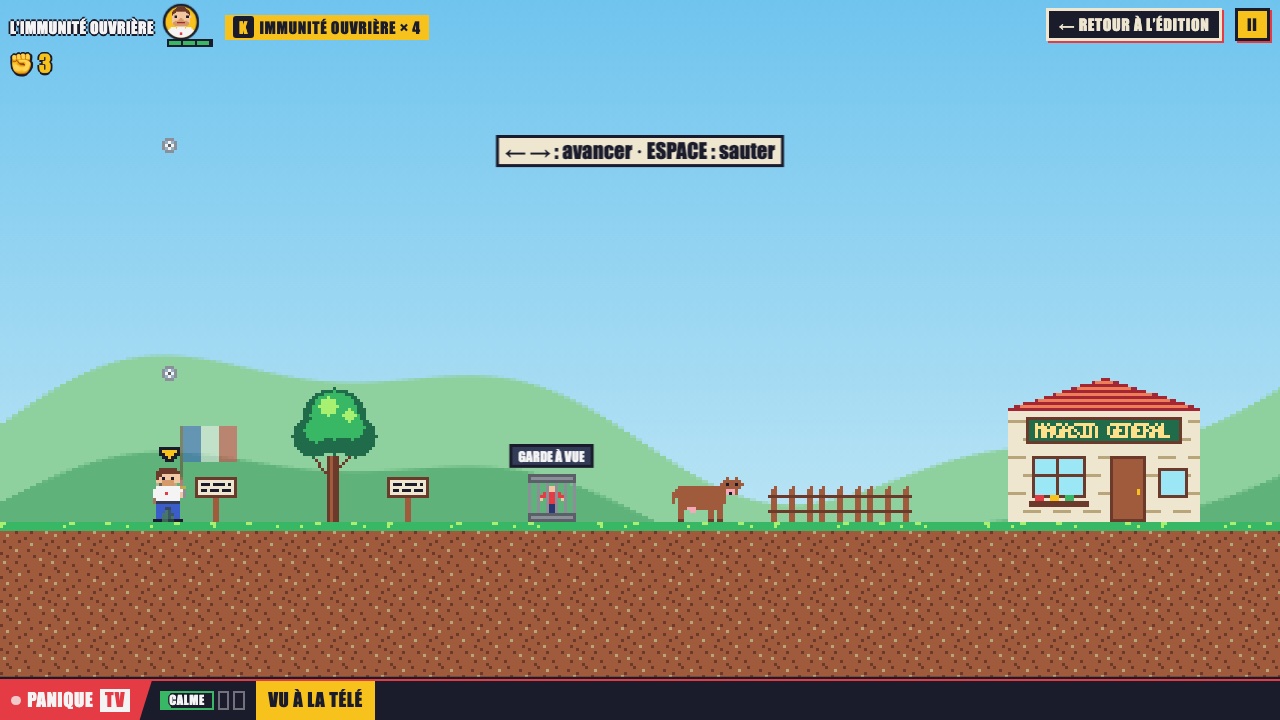 L'IMMUNITÉ OUVRIÈRE
K IMMUNITÉ OUVRIÈRE × 4
← RETOUR À L'ÉDITION
3
← → : avancer · ESPACE : sauter
GARDE À VUE
MAGASIN GENERAL
PANIQUE TV
CALME
VU À LA TÉLÉ